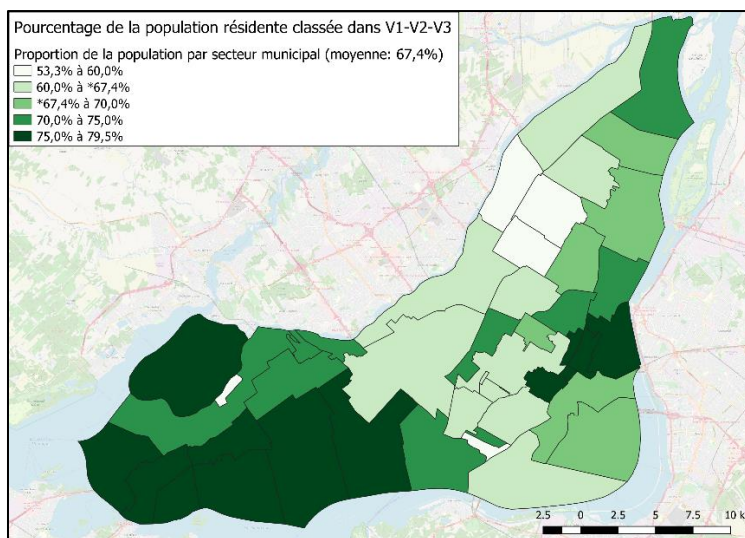 Pourcentage de la population résidente classée dans V1-V2-V3
Proportion de la population par secteur municipal (moyenne: 67,4%)
53,3% à 60,0%
60,0% à *67,4%
*67,4% à 70,0%
70,0% à 75,0%
75,0% à 79,5%
2.5 0 2.5 5 7.5 10 k